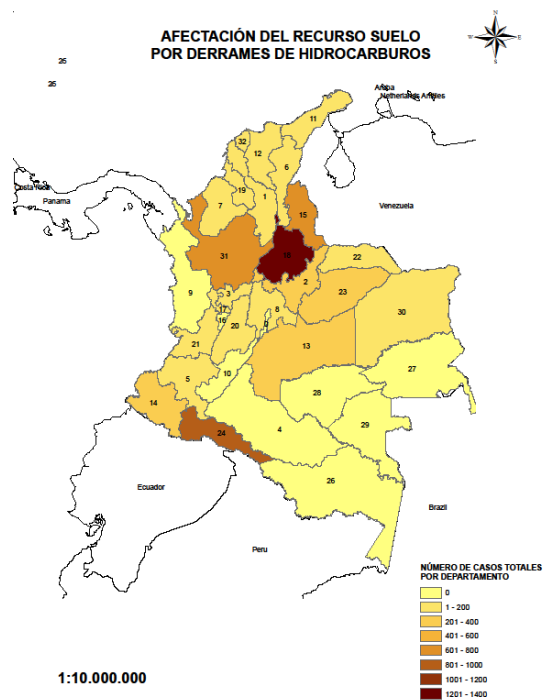 AFECTACIÓN DEL RECURSO SUELO
POR DERRAMES DE HIDROCARBUROS
N
W
E
S
25
26
Netherlands Antilles
11
32
12
6
Costa Rica
Panama
7
19
1
15
Venezuela
31
18
22
2
9
3
23
17
8
16
30
20
21
13
27
10
5
28
14
24
4
29
26
Ecuador
Brazil
Peru
NÚMERO DE CASOS TOTALES
POR DEPARTAMENTO
0
1 - 200
201 - 400
401 - 600
601 - 800
801 - 1000
1001 - 1200
1201 - 1400
1:10.000.000